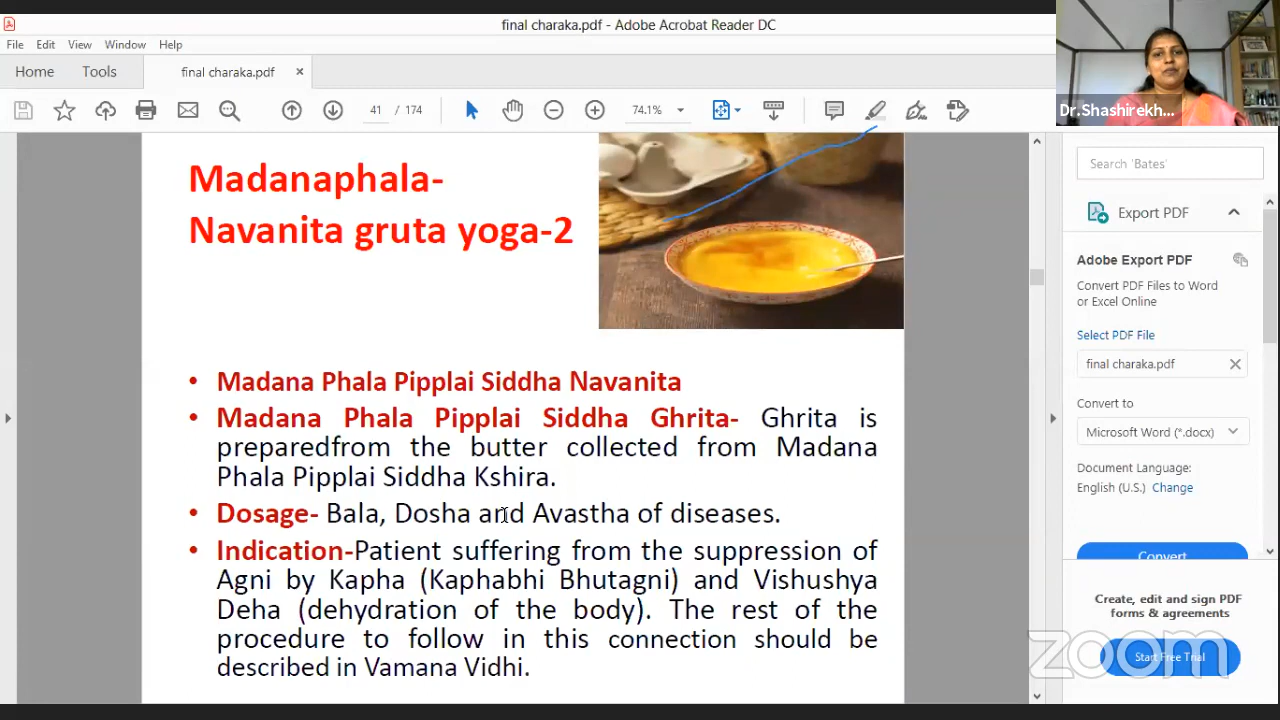 final charaka.pdf - Adobe Acrobat Reader DC
File Edit View Window Help
Home Tools final charaka.pdf ×
41 / 174 74.1%
Dr.Shashirekh...
Madanaphala-
Navanita gruta yoga-2
• Madana Phala Pipplai Siddha Navanita
• Madana Phala Pipplai Siddha Ghrita- Ghrita is
preparedfrom the butter collected from Madana
Phala Pipplai Siddha Kshira.
• Dosage- Bala, Dosha and Avastha of diseases.
• Indication-Patient suffering from the suppression of
Agni by Kapha (Kaphabhi Bhutagni) and Vishushya
Deha (dehydration of the body). The rest of the
procedure to follow in this connection should be
described in Vamana Vidhi.
Search 'Bates'
Export PDF
Adobe Export PDF
Convert PDF Files to Word
or Excel Online
Select PDF File
final charaka.pdf
Convert to
Microsoft Word (*.docx)
Document Language:
English (U.S.) Change
Convert
Create, edit and sign PDF
forms & agreements
Start Free Trial
zoom